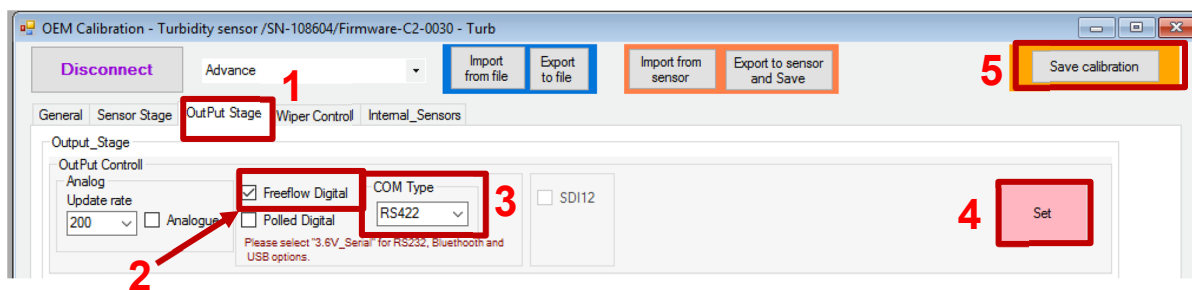 OEM Calibration - Turbidity sensor /SN-108604/Firmware-C2-0030 - Turb
Disconnect
Advance
Import
from file
Export
to file
Import from
sensor
Export to sensor
and Save
5
Save calibration
1
General Sensor Stage OutPut Stage Wiper Controll Internal_Sensors
Output_Stage
OutPut Controll
Analog
Update rate
200
Analogue
Freeflow Digital
Polled Digital
COM Type
RS422
3
Please select "3.6V_Serial" for RS232, Bluethooth and
USB options.
SDI12
4
Set
2